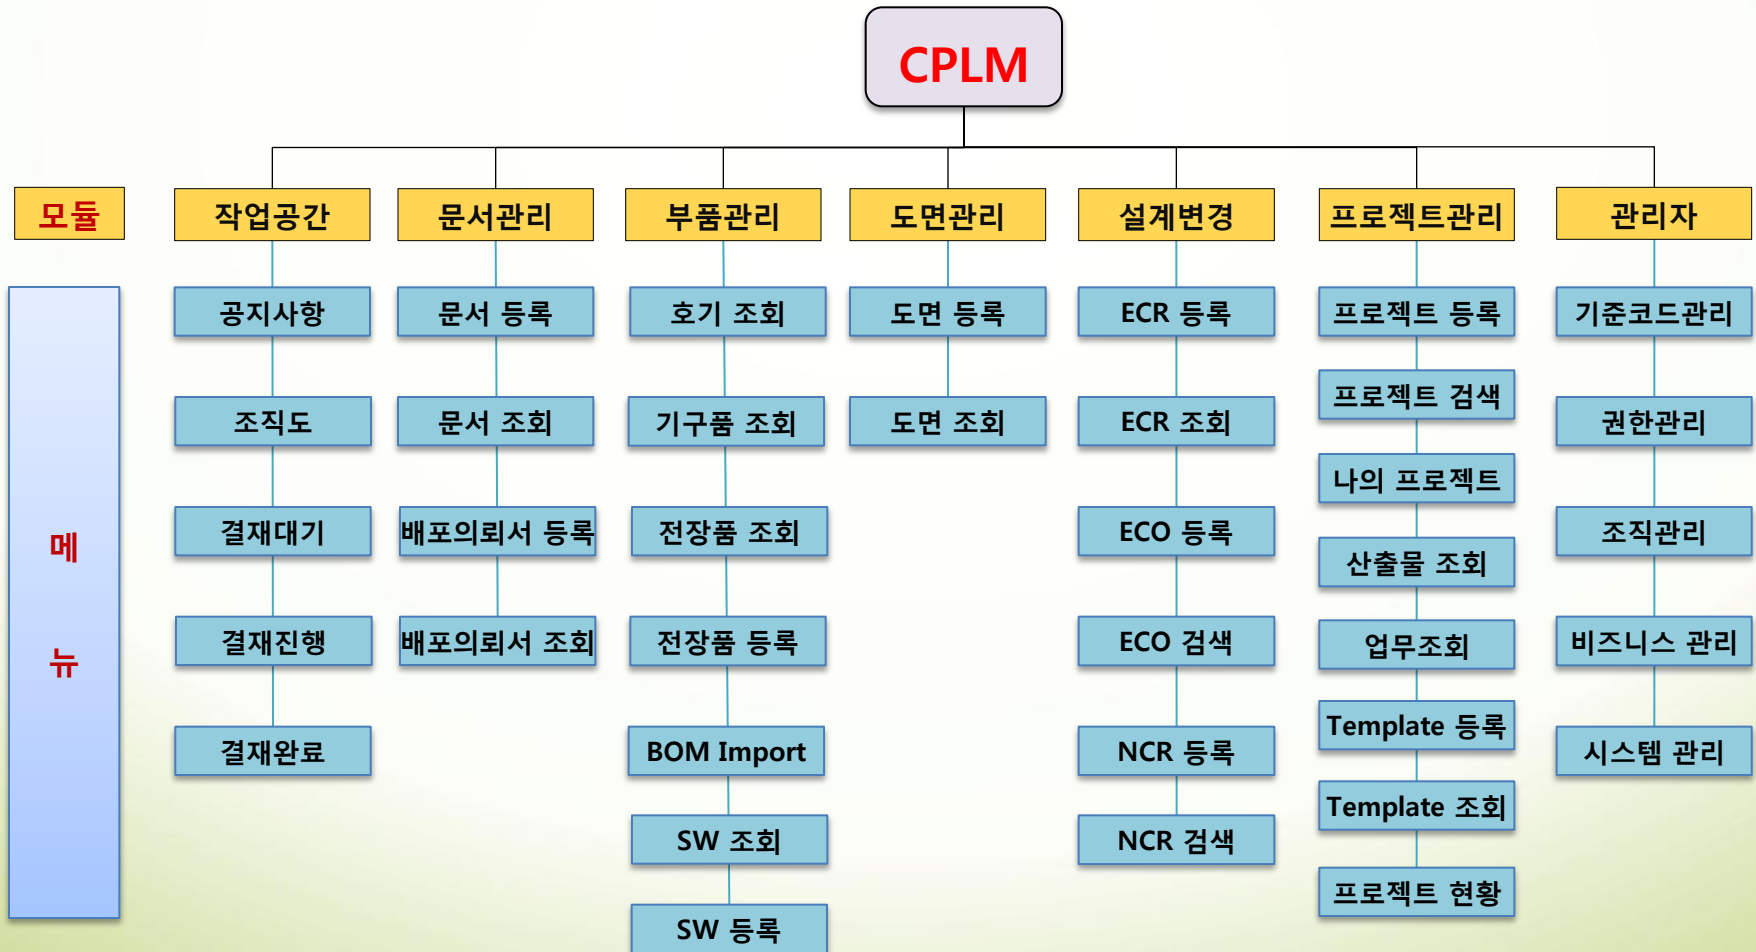 CPLM
모듈
작업공간
문서관리
부품관리
도면관리
설계변경
프로젝트관리
관리자
메
뉴
공지사항
조직도
결재대기
결재진행
결재완료
문서 등록
문서 조회
배포의뢰서 등록
배포의뢰서 조회
호기 조회
기구품 조회
전장품 조회
전장품 등록
BOM Import
SW 조회
SW 등록
도면 등록
도면 조회
ECR 등록
ECR 조회
ECO 등록
ECO 검색
NCR 등록
NCR 검색
프로젝트 등록
프로젝트 검색
나의 프로젝트
산출물 조회
업무조회
Template 등록
Template 조회
프로젝트 현황
기준코드관리
권한관리
조직관리
비즈니스 관리
시스템 관리